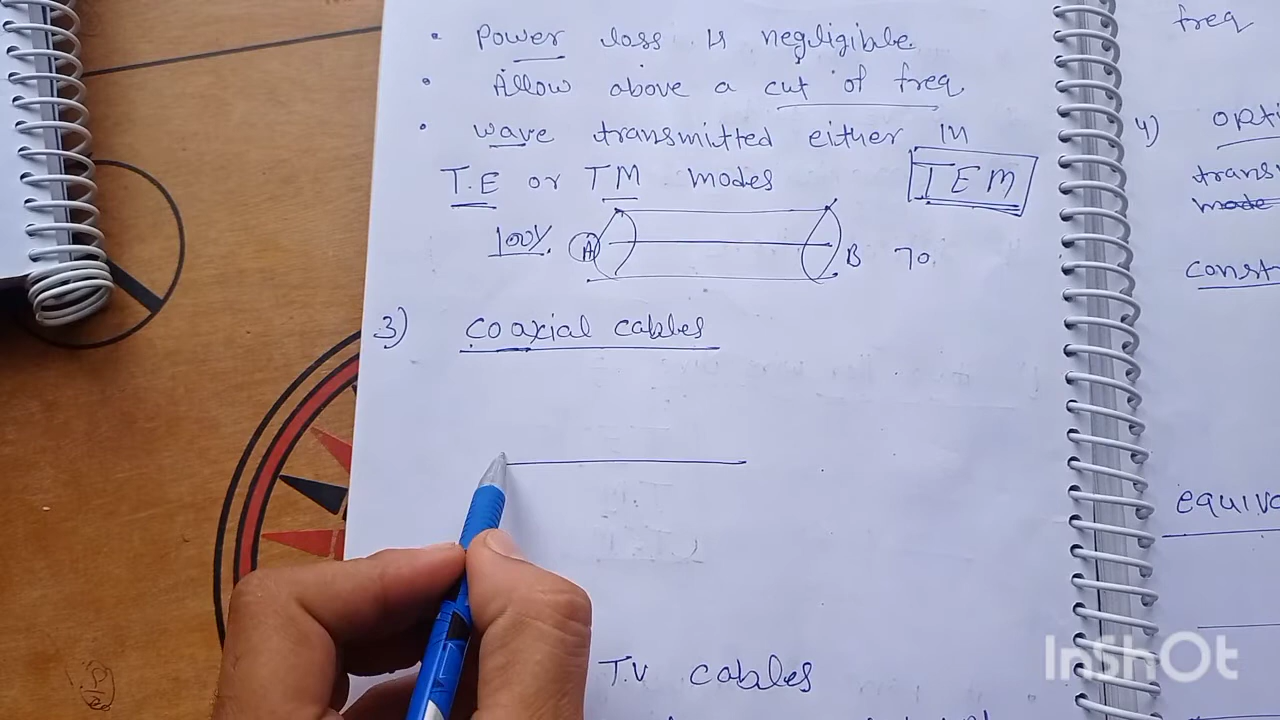 • Power loss is negligible
• Allow above a cut of freq
• wave transmitted either in
T.E or TM modes TEM
100% A B 70
3) coaxial cables
T.V cables
freq
4) opti
trans
mode
const
equiva
InShOt